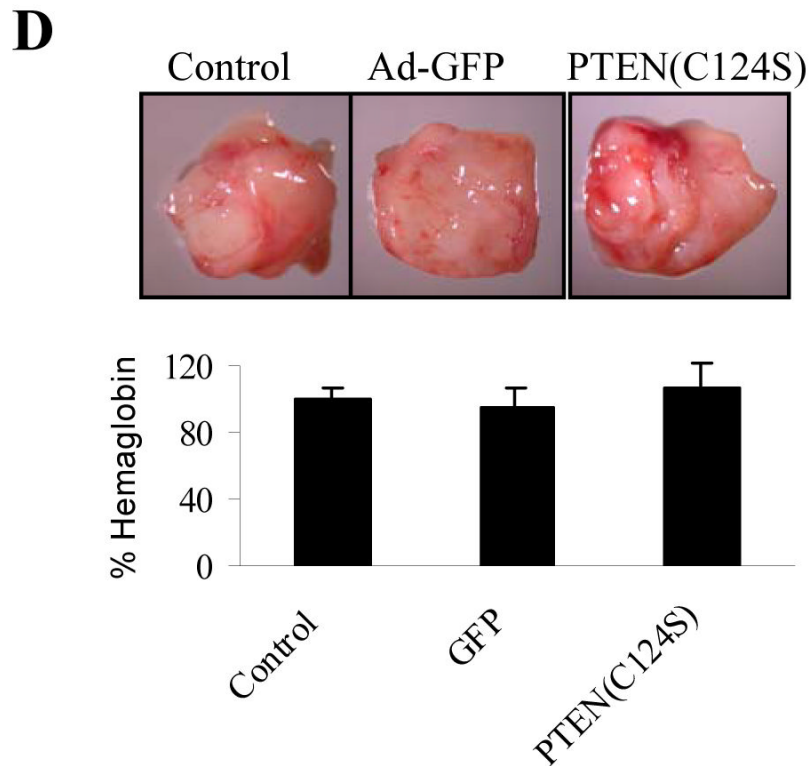 D
Control Ad-GFP PTEN(C124S)
% Hemaglobin
120
80
40
0
Control
GFP
PTEN(C124S)